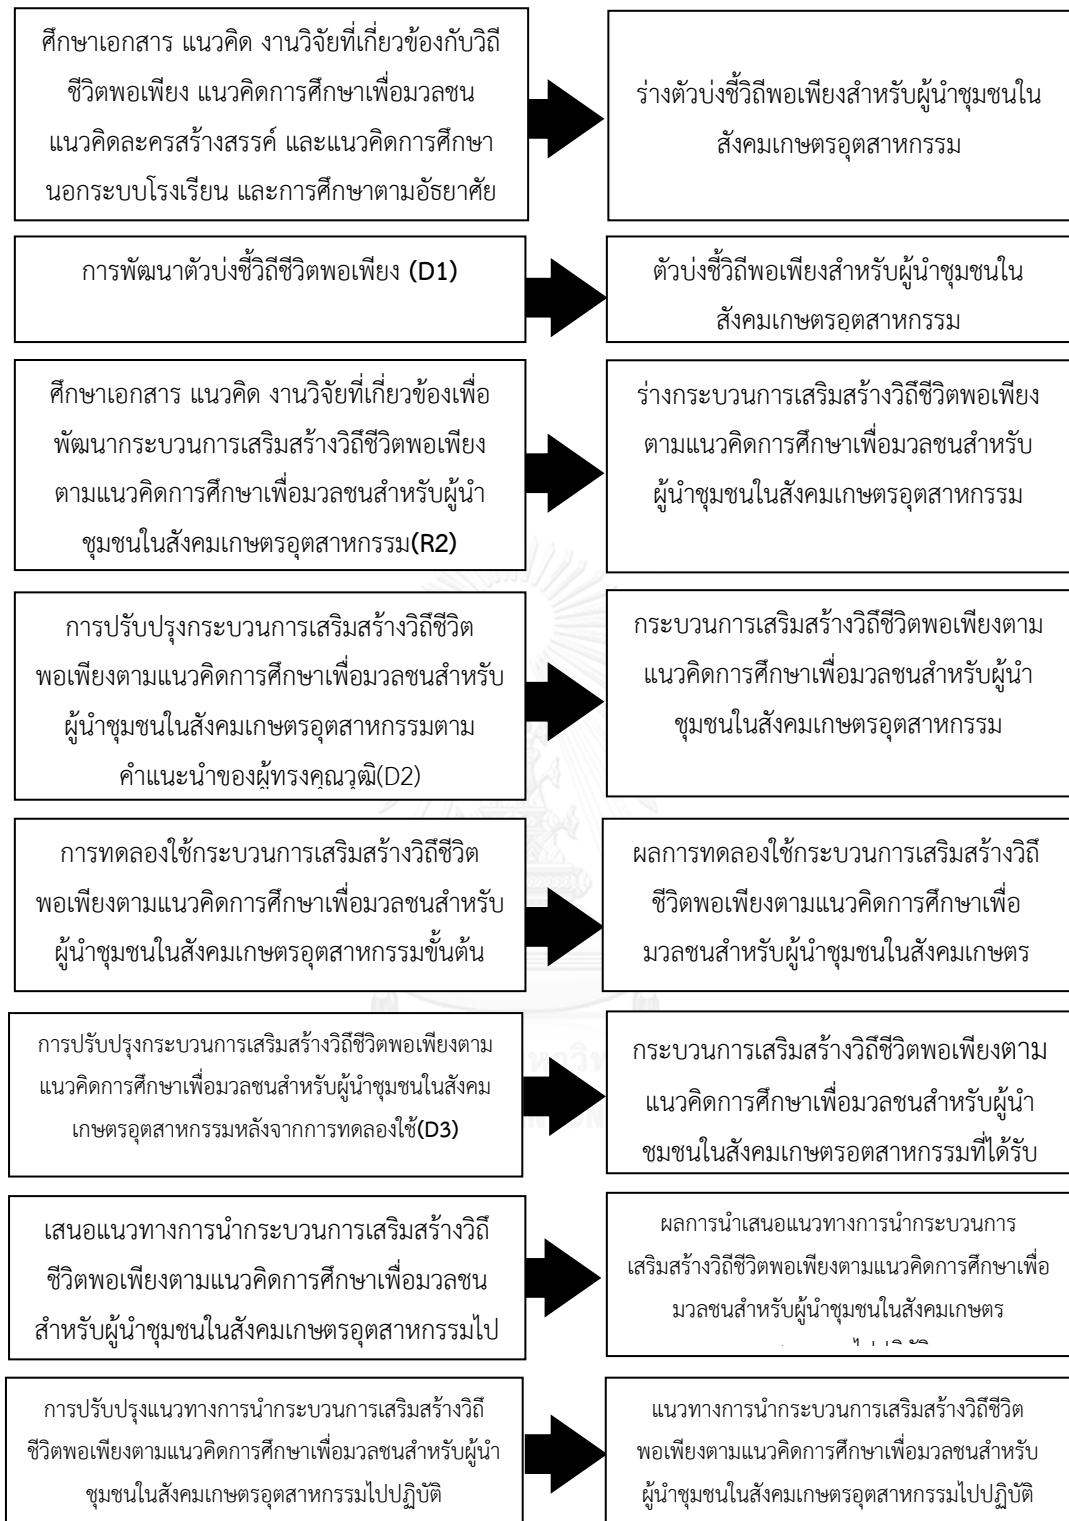 ศึกษาเอกสาร แนวคิด งานวิจัยที่เกี่ยวข้องกับวิถี
ชีวิตพอเพียง แนวคิดการศึกษาเพื่อมวลชน
แนวคิดละครสร้างสรรค์ และแนวคิดการศึกษา
นอกระบบโรงเรียน และการศึกษาตามอัธยาศัย
ร่างตัวบ่งชี้วิถีพอเพียงสำหรับผู้นำชุมชนใน
สังคมเกษตรอุตสาหกรรม
การพัฒนาตัวบ่งชี้วิถีชีวิตพอเพียง (D1)
ตัวบ่งชี้วิถีพอเพียงสำหรับผู้นำชุมชนใน
สังคมเกษตรอุตสาหกรรม
ศึกษาเอกสาร แนวคิด งานวิจัยที่เกี่ยวข้องเพื่อ
พัฒนากระบวนการเสริมสร้างวิถีชีวิตพอเพียง
ตามแนวคิดการศึกษาเพื่อมวลชนสำหรับผู้นำ
ชุมชนในสังคมเกษตรอุตสาหกรรม(R2)
ร่างกระบวนการเสริมสร้างวิถีชีวิตพอเพียง
ตามแนวคิดการศึกษาเพื่อมวลชนสำหรับ
ผู้นำชุมชนในสังคมเกษตรอุตสาหกรรม
การปรับปรุงกระบวนการเสริมสร้างวิถีชีวิต
พอเพียงตามแนวคิดการศึกษาเพื่อมวลชนสำหรับ
ผู้นำชุมชนในสังคมเกษตรอุตสาหกรรมตาม
คำแนะนำของผู้ทรงคุณวุฒิ(D2)
กระบวนการเสริมสร้างวิถีชีวิตพอเพียงตาม
แนวคิดการศึกษาเพื่อมวลชนสำหรับผู้นำ
ชุมชนในสังคมเกษตรอุตสาหกรรม
การทดลองใช้กระบวนการเสริมสร้างวิถีชีวิต
พอเพียงตามแนวคิดการศึกษาเพื่อมวลชนสำหรับ
ผู้นำชุมชนในสังคมเกษตรอุตสาหกรรมขั้นต้น
ผลการทดลองใช้กระบวนการเสริมสร้างวิถี
ชีวิตพอเพียงตามแนวคิดการศึกษาเพื่อ
มวลชนสำหรับผู้นำชุมชนในสังคมเกษตร
การปรับปรุงกระบวนการเสริมสร้างวิถีชีวิตพอเพียงตาม
แนวคิดการศึกษาเพื่อมวลชนสำหรับผู้นำชุมชนในสังคม
เกษตรอุตสาหกรรมหลังจากการทดลองใช้(D3)
กระบวนการเสริมสร้างวิถีชีวิตพอเพียงตาม
แนวคิดการศึกษาเพื่อมวลชนสำหรับผู้นำ
ชุมชนในสังคมเกษตรอุตสาหกรรมที่ได้รับ
เสนอแนวทางการนำกระบวนการเสริมสร้างวิถี
ชีวิตพอเพียงตามแนวคิดการศึกษาเพื่อมวลชน
สำหรับผู้นำชุมชนในสังคมเกษตรอุตสาหกรรมไป
ผลการนำเสนอแนวทางการนำกระบวนการ
เสริมสร้างวิถีชีวิตพอเพียงตามแนวคิดการศึกษาเพื่อ
มวลชนสำหรับผู้นำชุมชนในสังคมเกษตร
การปรับปรุงแนวทางการนำกระบวนการเสริมสร้างวิถี
ชีวิตพอเพียงตามแนวคิดการศึกษาเพื่อมวลชนสำหรับผู้นำ
ชุมชนในสังคมเกษตรอุตสาหกรรมไปปฏิบัติ
แนวทางการนำกระบวนการเสริมสร้างวิถีชีวิต
พอเพียงตามแนวคิดการศึกษาเพื่อมวลชนสำหรับ
ผู้นำชุมชนในสังคมเกษตรอุตสาหกรรมไปปฏิบัติ